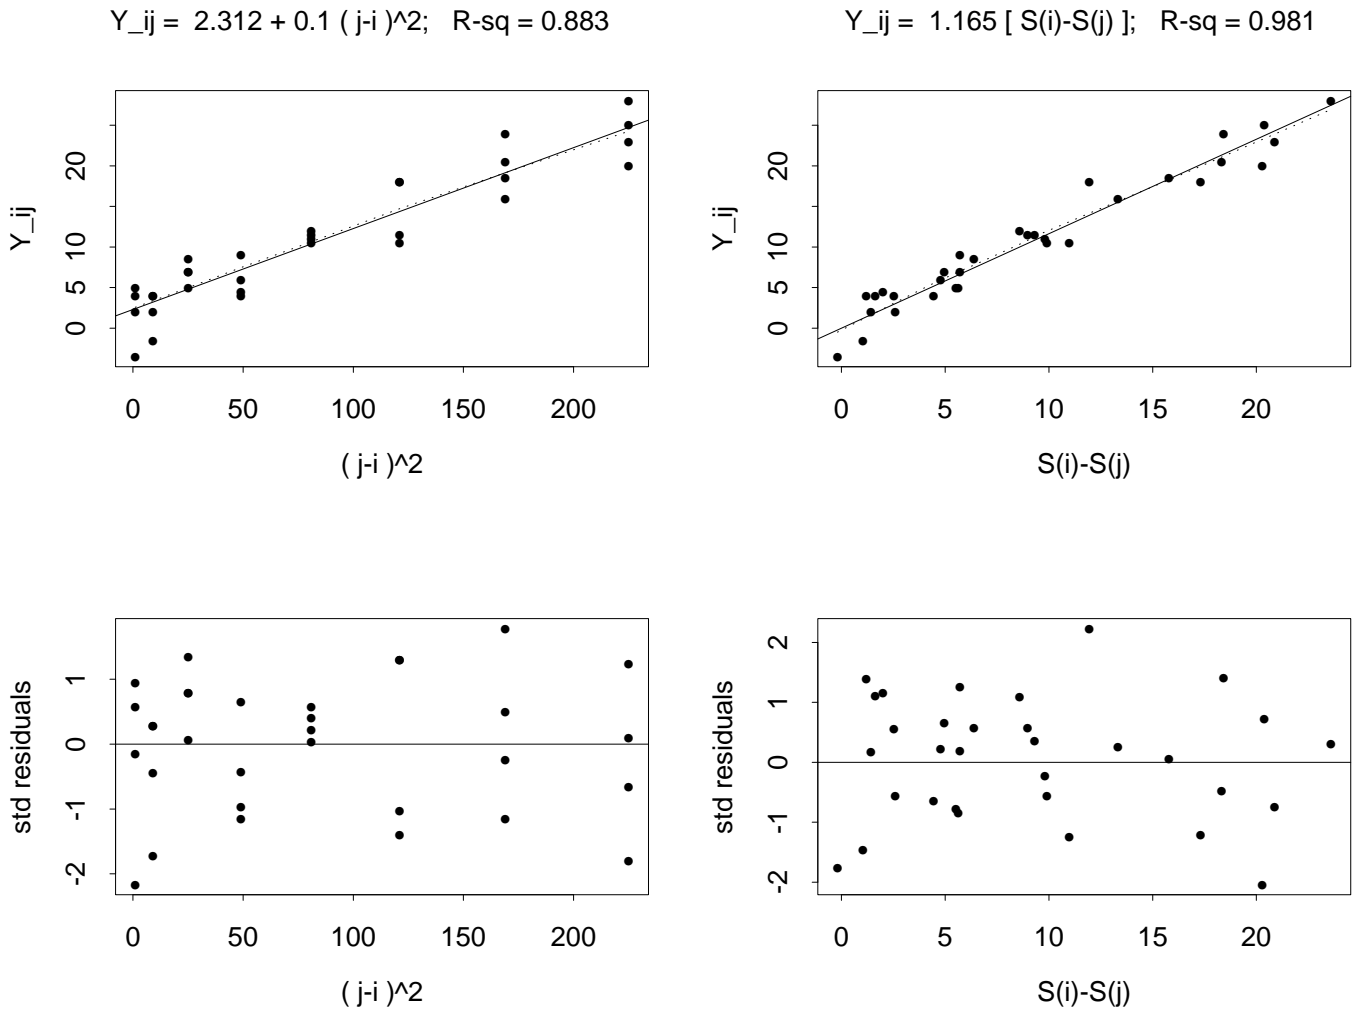 Y_ij =  2.312 + 0.1 ( j-i )^2;   R-sq = 0.883
Y_ij
20
10
5
0
0 50 100 150 200
( j-i )^2
Y_ij =  1.165 [ S(i)-S(j) ];   R-sq = 0.981
Y_ij
20
10
5
0
0 5 10 15 20
S(i)-S(j)
std residuals
1
0
-1
-2
0 50 100 150 200
( j-i )^2
std residuals
2
1
0
-1
-2
0 5 10 15 20
S(i)-S(j)